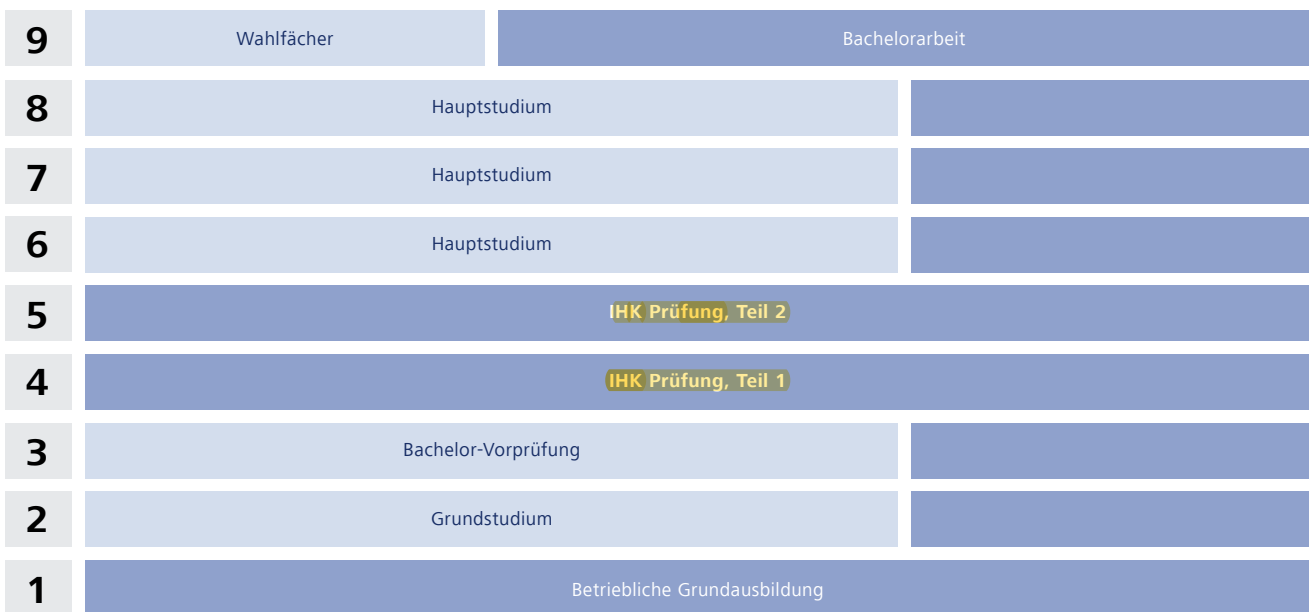 9 Wahlfächer Bachelorarbeit
8 Hauptstudium
7 Hauptstudium
6 Hauptstudium
5 IHK Prüfung, Teil 2
4 IHK Prüfung, Teil 1
3 Bachelor-Vorprüfung
2 Grundstudium
1 Betriebliche Grundausbildung